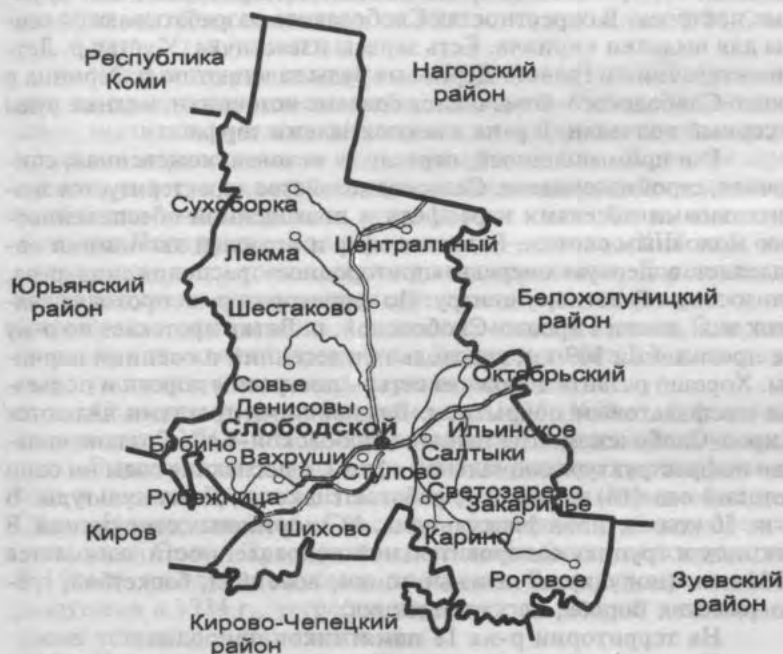 Республика
Коми
Нагорский
район
Сухоборка
Центральный
Лекма
Юрьянский
район
Шестаково
Белохолуницкий
район
Октябрьский
Совье
Денисовы
Слободской
Ильинское
Бобино
Вахруши
Салтыки
Стулово
Светозарево
Рубежница
Закаринье
Киров
Шихово
Карино
Роговое
Зуевский
район
Кирово-Чепецкий
район